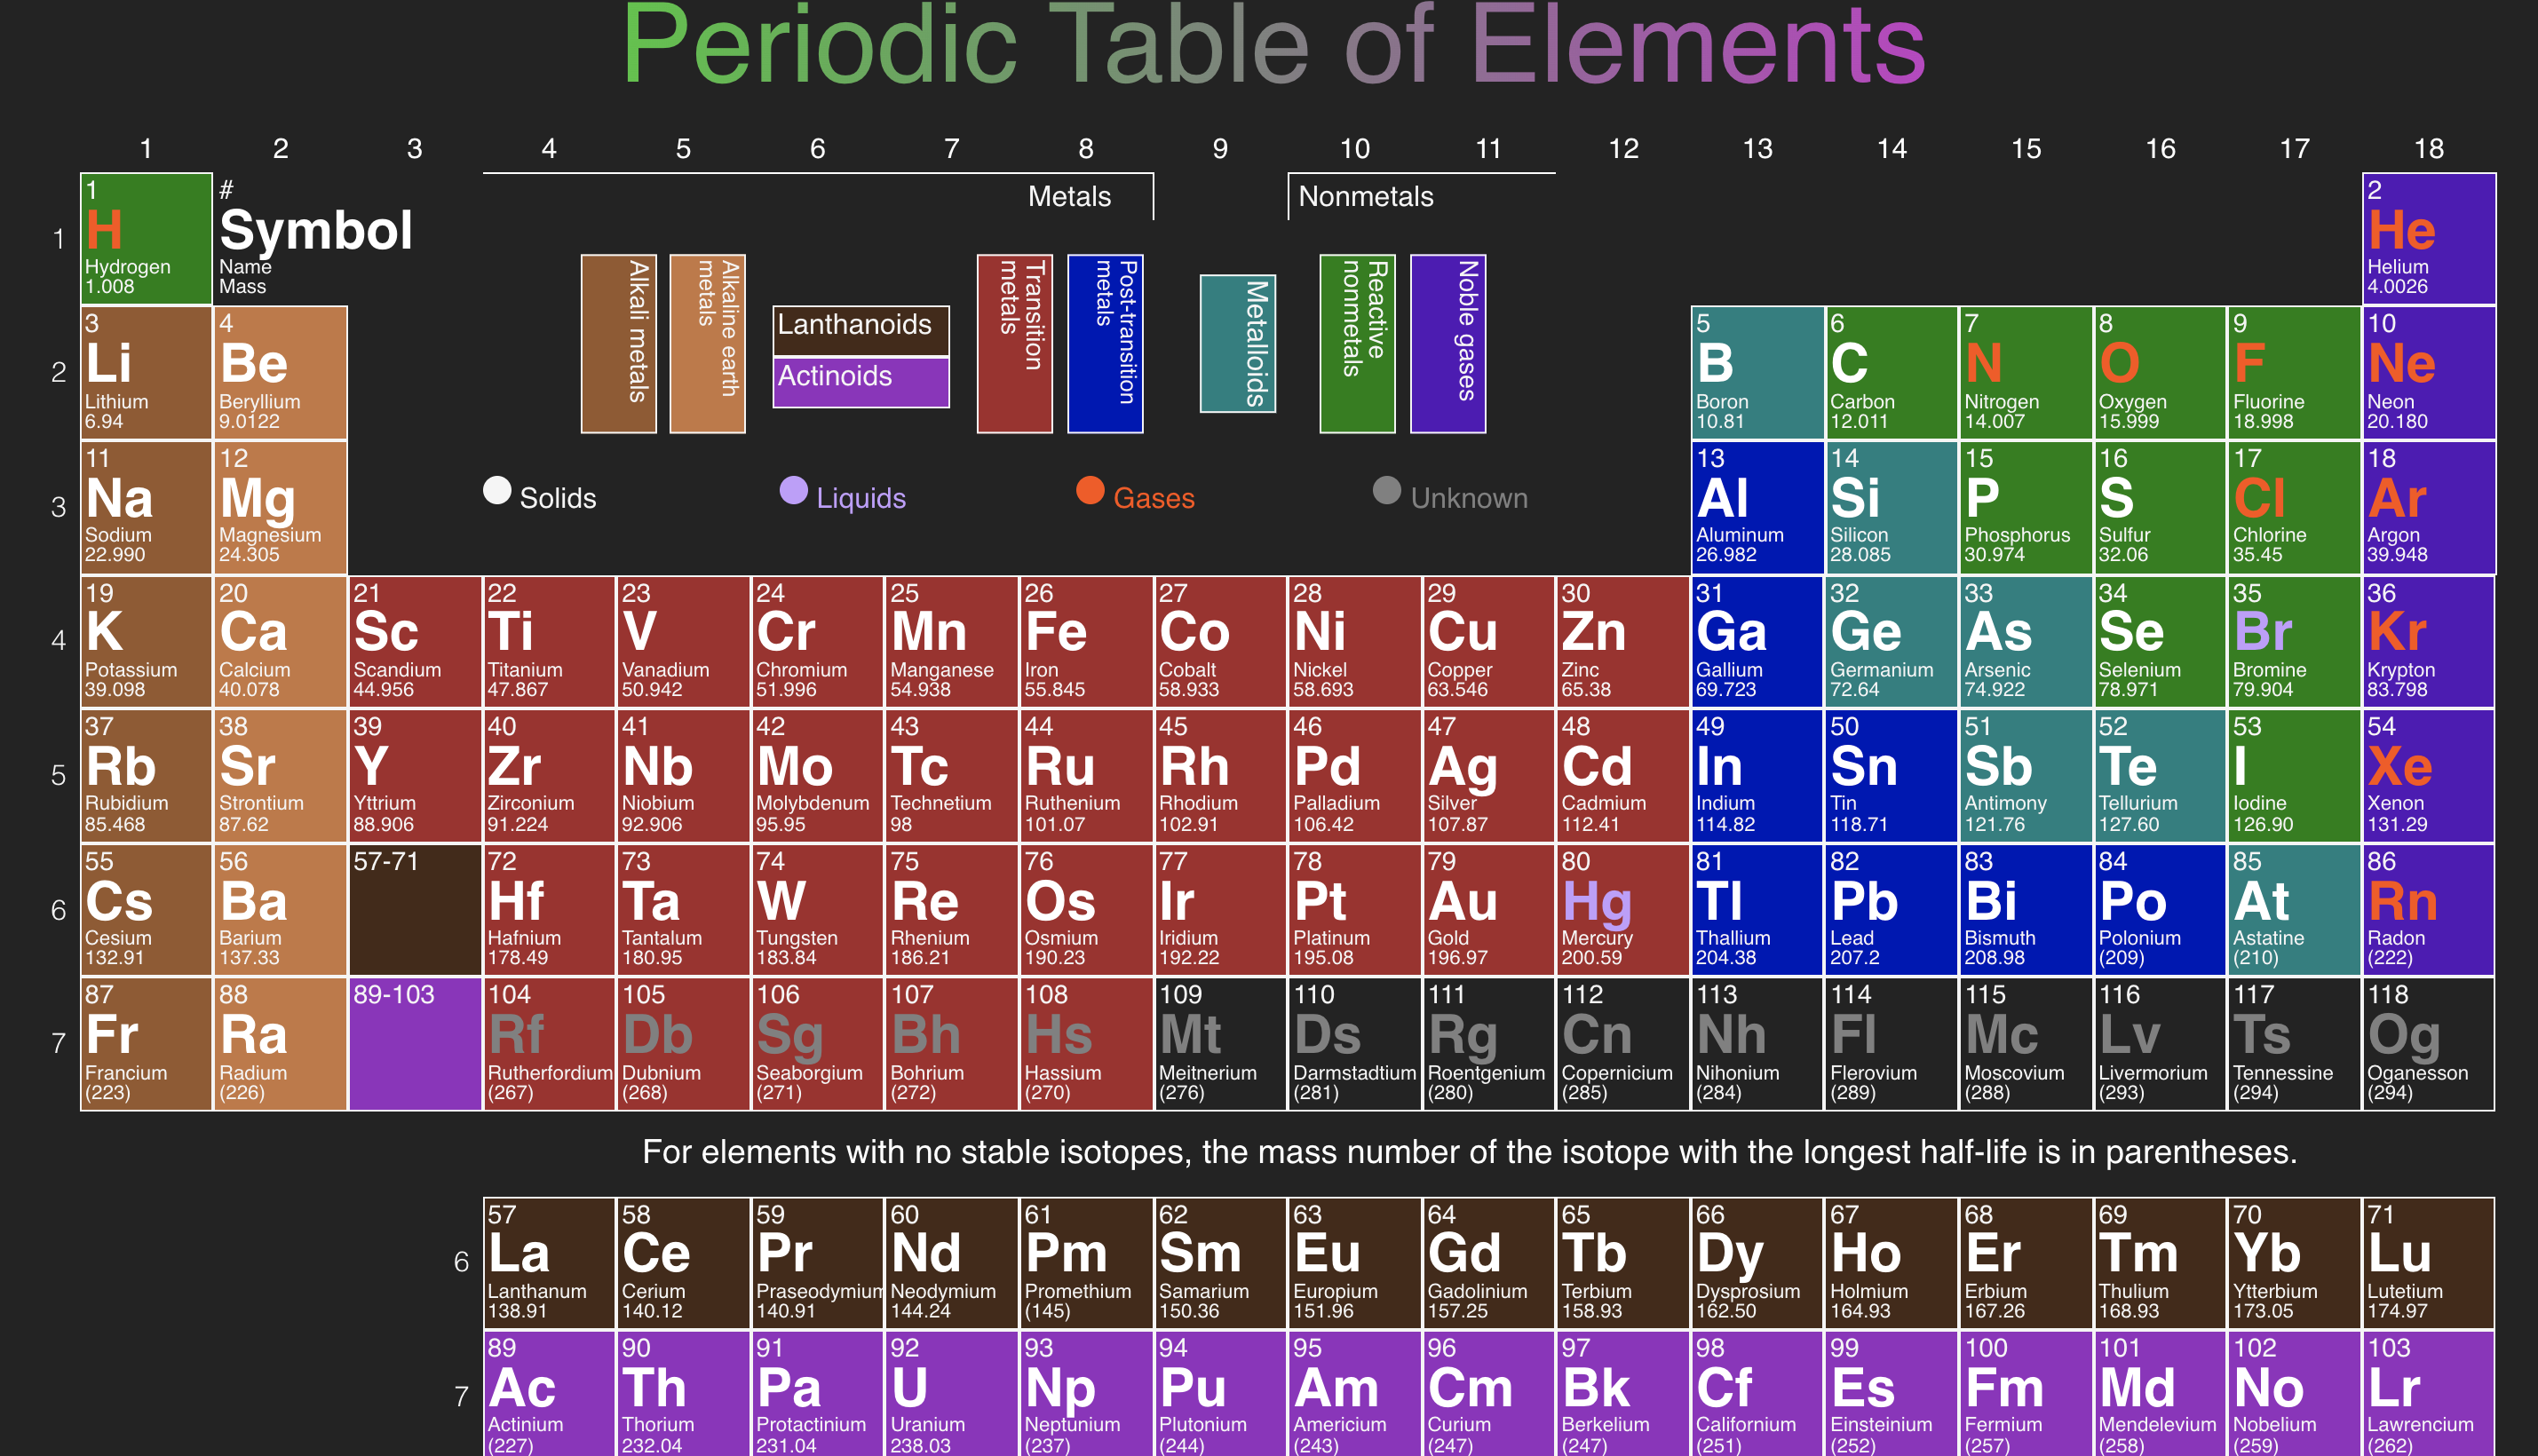 Periodic Table of Elements
1 2 3 4 5 6 7 8 9 10 11 12 13 14 15 16 17 18
Metals
Nonmetals
#
Symbol
Name
Mass
Alkali metals
Alkaline earth
metals
Lanthanoids
Actinoids
Transition
metals
Post-transition
metals
Metalloids
Reactive
nonmetals
Noble gases
Solids
Liquids
Gases
Unknown
1
1 2
H He
Hydrogen Helium
1.008 4.0026
2
3 4 5 6 7 8 9 10
Li Be B C N O F Ne
Lithium Beryllium Boron Carbon Nitrogen Oxygen Fluorine Neon
6.94 9.0122 10.81 12.011 14.007 15.999 18.998 20.180
3
11 12 13 14 15 16 17 18
Na Mg Al Si P S Cl Ar
Sodium Magnesium Aluminum Silicon Phosphorus Sulfur Chlorine Argon
22.990 24.305 26.982 28.085 30.974 32.06 35.45 39.948
4
19 20 21 22 23 24 25 26 27 28 29 30 31 32 33 34 35 36
K Ca Sc Ti V Cr Mn Fe Co Ni Cu Zn Ga Ge As Se Br Kr
Potassium Calcium Scandium Titanium Vanadium Chromium Manganese Iron Cobalt Nickel Copper Zinc Gallium Germanium Arsenic Selenium Bromine Krypton
39.098 40.078 44.956 47.867 50.942 51.996 54.938 55.845 58.933 58.693 63.546 65.38 69.723 72.64 74.922 78.971 79.904 83.798
5
37 38 39 40 41 42 43 44 45 46 47 48 49 50 51 52 53 54
Rb Sr Y Zr Nb Mo Tc Ru Rh Pd Ag Cd In Sn Sb Te I Xe
Rubidium Strontium Yttrium Zirconium Niobium Molybdenum Technetium Ruthenium Rhodium Palladium Silver Cadmium Indium Tin Antimony Tellurium Iodine Xenon
85.468 87.62 88.906 91.224 92.906 95.95 98 101.07 102.91 106.42 107.87 112.41 114.82 118.71 121.76 127.60 126.90 131.29
6
55 56 57-71 72 73 74 75 76 77 78 79 80 81 82 83 84 85 86
Cs Ba Hf Ta W Re Os Ir Pt Au Hg Tl Pb Bi Po At Rn
Cesium Barium Hafnium Tantalum Tungsten Rhenium Osmium Iridium Platinum Gold Mercury Thallium Lead Bismuth Polonium Astatine Radon
132.91 137.33 178.49 180.95 183.84 186.21 190.23 192.22 195.08 196.97 200.59 204.38 207.2 208.98 (209) (210) (222)
7
87 88 89-103 104 105 106 107 108 109 110 111 112 113 114 115 116 117 118
Fr Ra Rf Db Sg Bh Hs Mt Ds Rg Cn Nh Fl Mc Lv Ts Og
Francium Radium Rutherfordium Dubnium Seaborgium Bohrium Hassium Meitnerium Darmstadtium Roentgenium Copernicium Nihonium Flerovium Moscovium Livermorium Tennessine Oganesson
(223) (226) (267) (268) (271) (272) (270) (276) (281) (280) (285) (284) (289) (288) (293) (294) (294)
For elements with no stable isotopes, the mass number of the isotope with the longest half-life is in parentheses.
6
57 58 59 60 61 62 63 64 65 66 67 68 69 70 71
La Ce Pr Nd Pm Sm Eu Gd Tb Dy Ho Er Tm Yb Lu
Lanthanum Cerium Praseodymium Neodymium Promethium Samarium Europium Gadolinium Terbium Dysprosium Holmium Erbium Thulium Ytterbium Lutetium
138.91 140.12 140.91 144.24 (145) 150.36 151.96 157.25 158.93 162.50 164.93 167.26 168.93 173.05 174.97
7
89 90 91 92 93 94 95 96 97 98 99 100 101 102 103
Ac Th Pa U Np Pu Am Cm Bk Cf Es Fm Md No Lr
Actinium Thorium Protactinium Uranium Neptunium Plutonium Americium Curium Berkelium Californium Einsteinium Fermium Mendelevium Nobelium Lawrencium
(227) 232.04 231.04 238.03 (237) (244) (243) (247) (247) (251) (252) (257) (258) (259) (262)